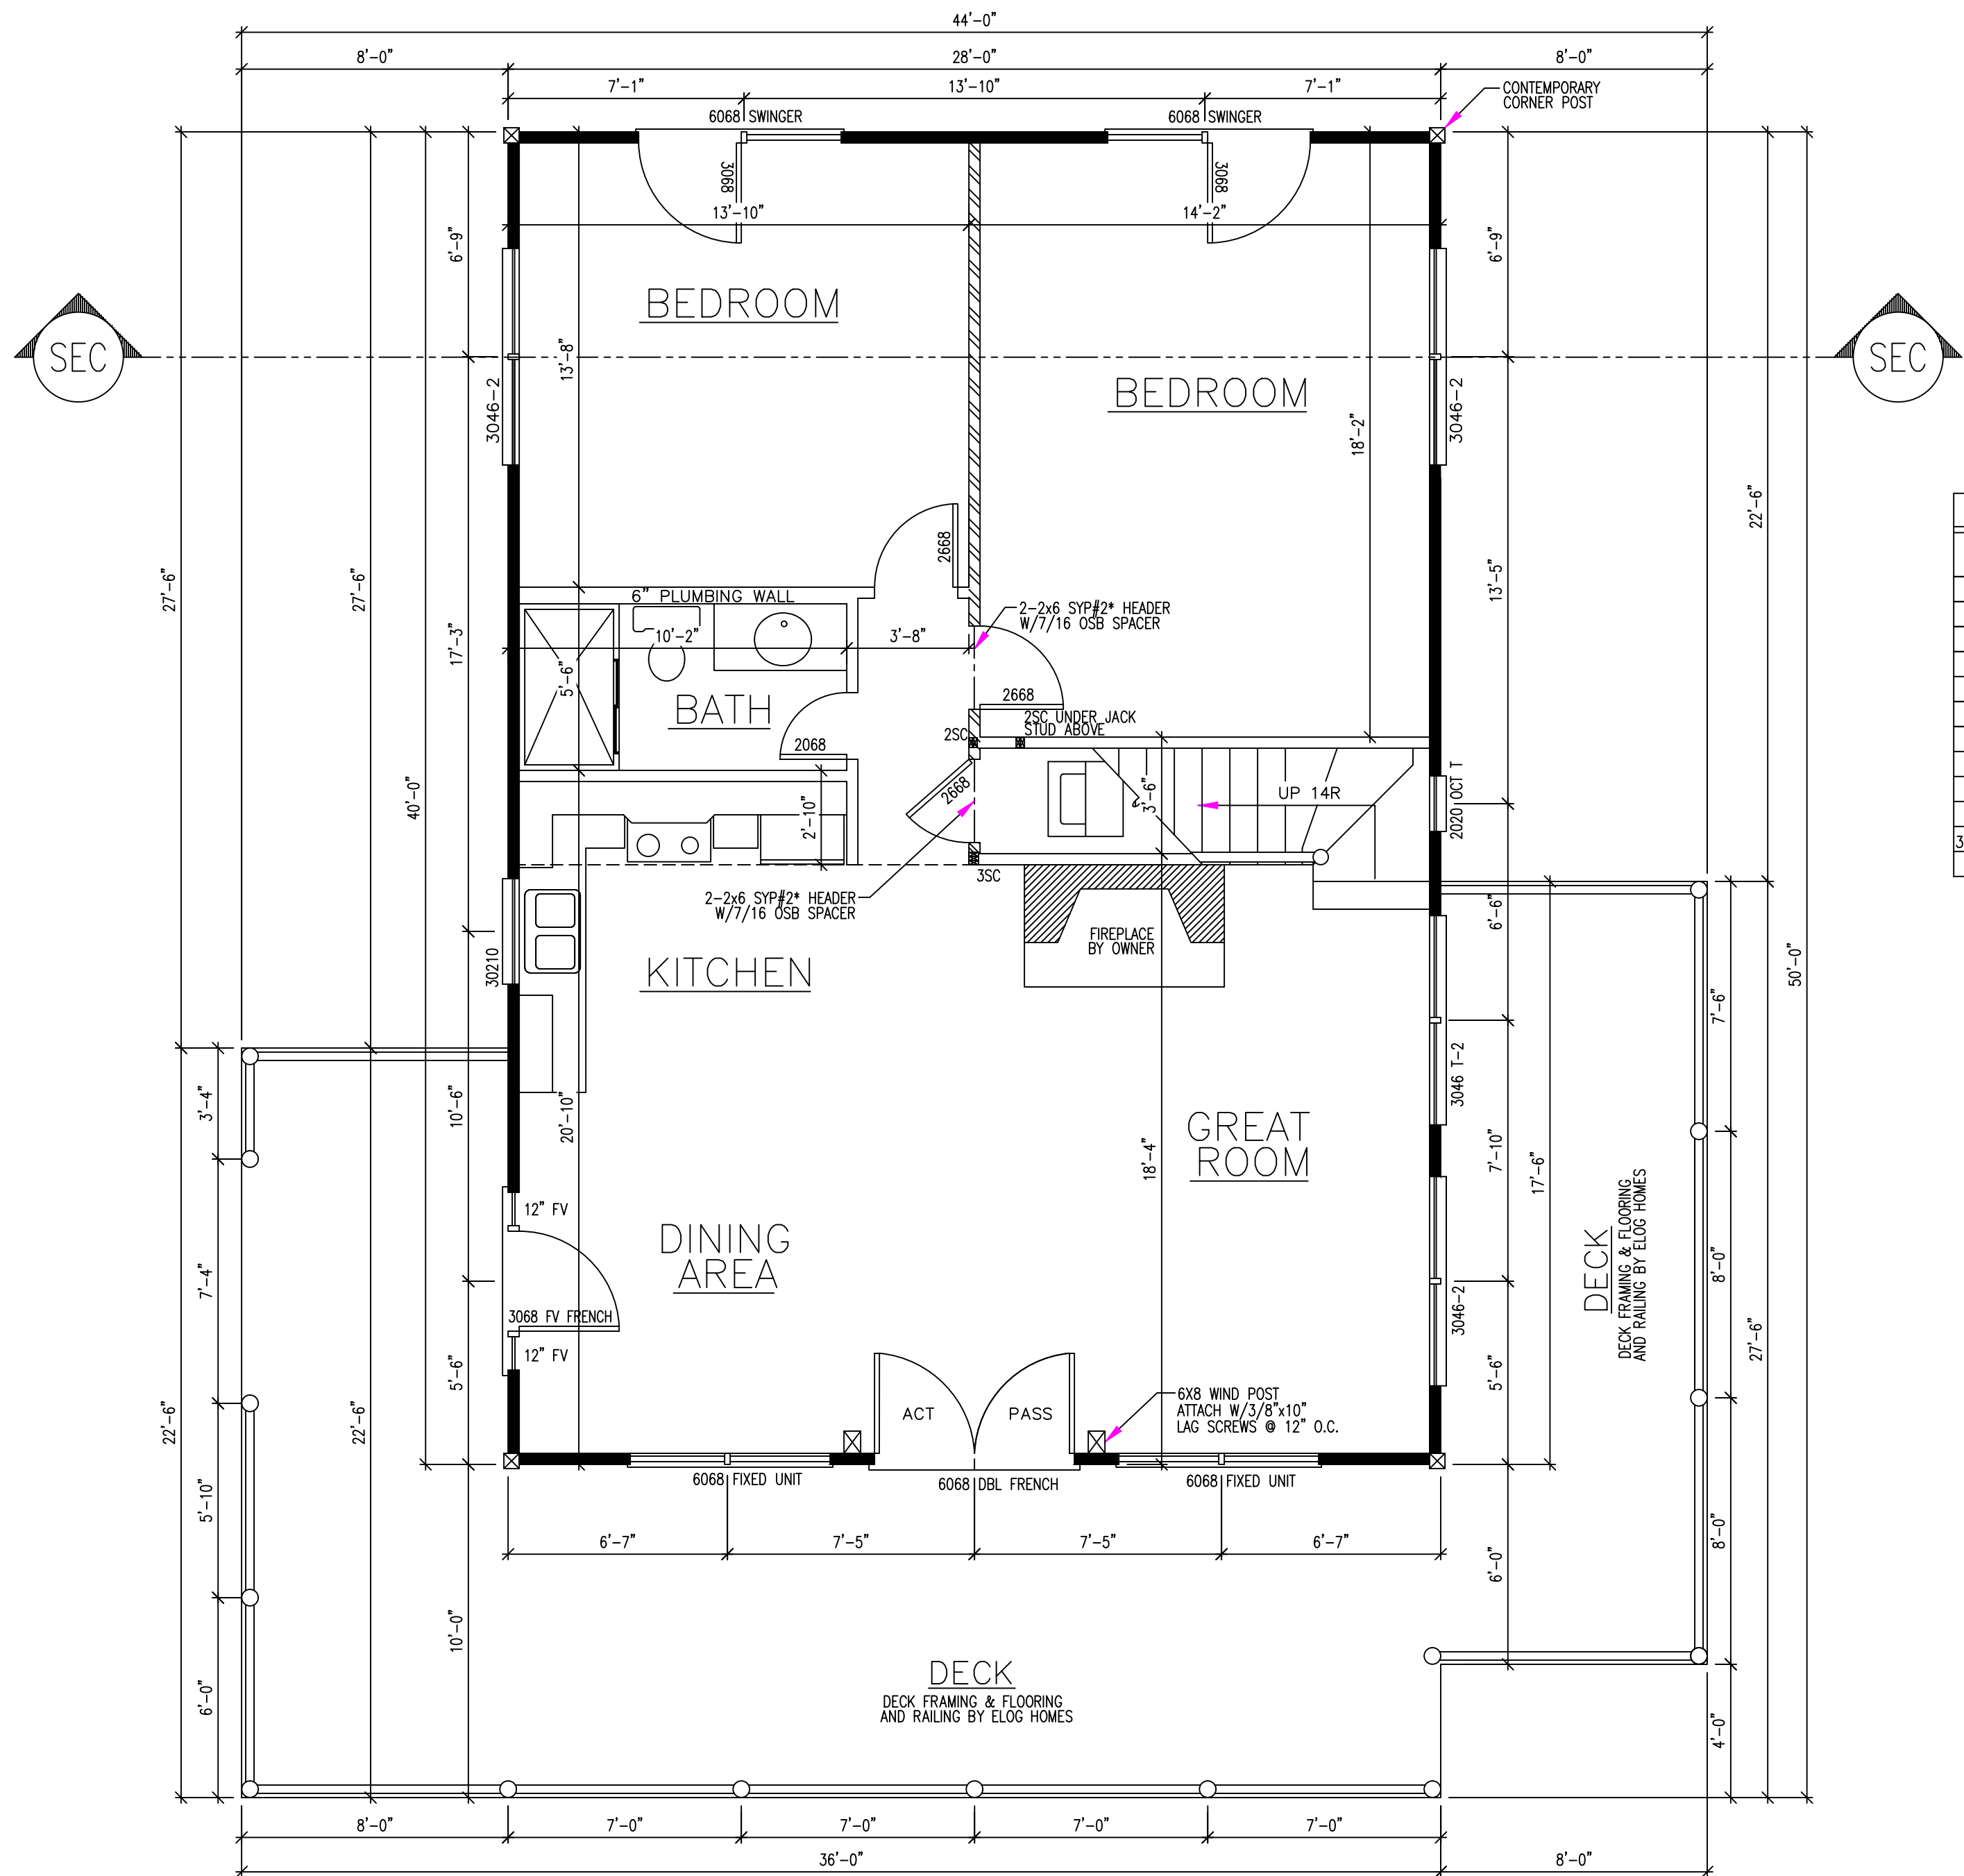 44'-0"
8'-0"
28'-0"
8'-0"
7'-1"
13'-10"
7'-1"
CONTEMPORARY
CORNER POST
6068 SWINGER
6068 SWINGER
3068
3068
13'-10"
14'-2"
6'-9"
6'-9"
BEDROOM
BEDROOM
SEC
SEC
13'-8"
3046-2
3046-2
18'-2"
22'-6"
27'-6"
27'-6"
13'-5"
2668
6" PLUMBING WALL
2-2x6 SYP#2* HEADER
W/7/16 OSB SPACER
10'-2"
3'-8"
17'-3"
5'-6"
BATH
2668
2SC UNDER JACK
STUD ABOVE
2SC
2068
40'-0"
2668
2'-10"
3'-6"
UP 14R
2020 OCT T
3
3SC
2-2x6 SYP#2* HEADER
W/7/16 OSB SPACER
6'-6"
FIREPLACE
BY OWNER
30210
KITCHEN
50'-0"
7'-6"
3'-4"
10'-6"
20'-10"
3046 T-2
GREAT
ROOM
18'-4"
7'-10"
17'-6"
12" FV
DINING
AREA
7'-4"
DECK
DECK FRAMING & FLOORING
AND RAILING BY ELOG HOMES
8'-0"
27'-6"
3068 FV FRENCH
3046-2
12" FV
5'-6"
5'-6"
22'-6"
22'-6"
ACT
PASS
6X8 WIND POST
ATTACH W/3/8"x10"
LAG SCREWS @ 12" O.C.
6068 FIXED UNIT
6068 DBL FRENCH
6068 FIXED UNIT
5'-10"
6'-7"
7'-5"
7'-5"
6'-7"
8'-0"
6'-0"
10'-0"
6'-0"
DECK
DECK FRAMING & FLOORING
AND RAILING BY ELOG HOMES
4'-0"
8'-0"
7'-0"
7'-0"
7'-0"
7'-0"
36'-0"
8'-0"